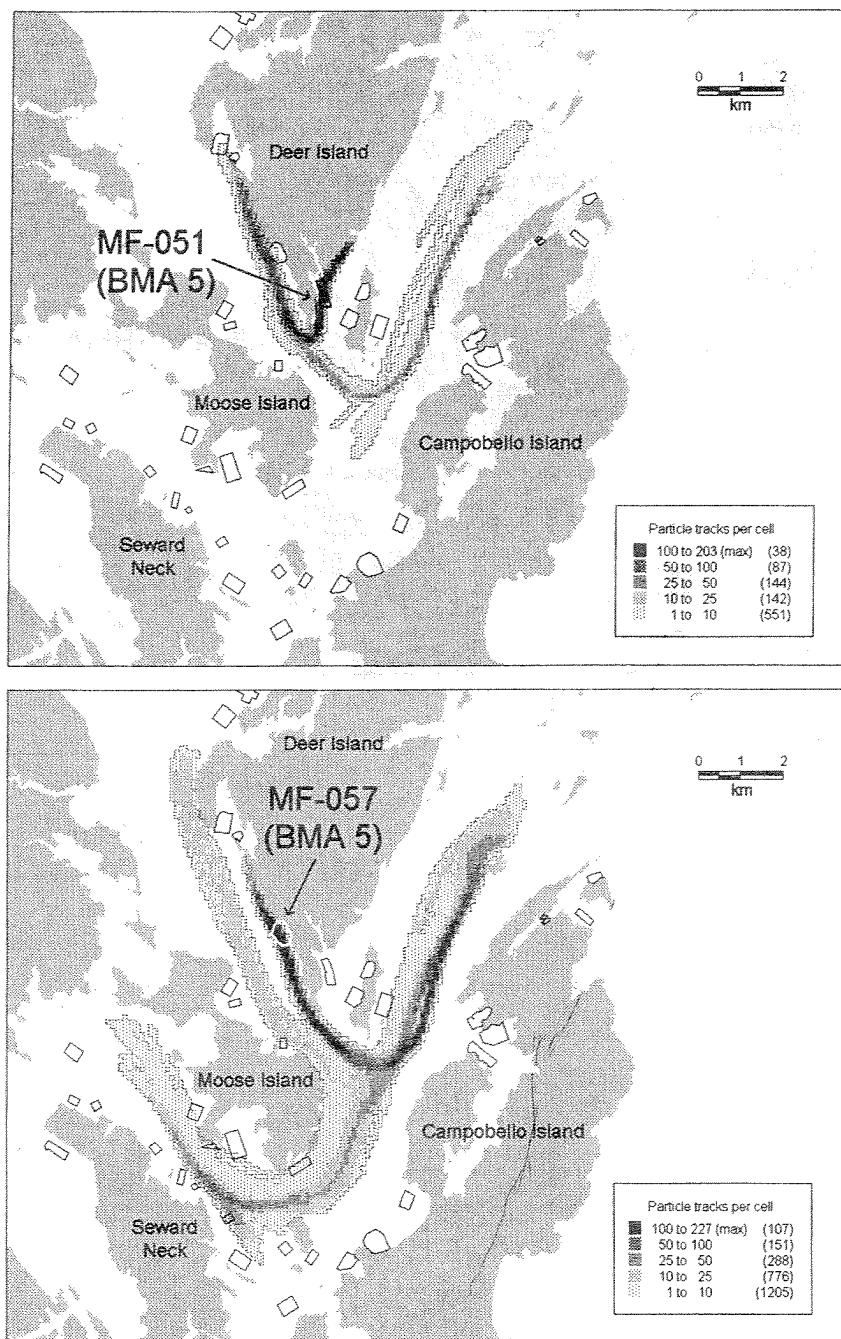 0 1 2
km
Deer Island
MF-051
(BMA 5)
Moose Island
Campobello Island
Seward
Neck
Particle tracks per cell
100 to 203 (max) (38)
50 to 100 (87)
25 to 50 (144)
10 to 25 (142)
1 to 10 (551)
Deer Island
0 1 2
km
MF-057
(BMA 5)
Moose Island
Campobello Island
Seward
Neck
Particle tracks per cell
100 to 227 (max) (107)
50 to 100 (151)
25 to 50 (288)
10 to 25 (776)
1 to 10 (1205)